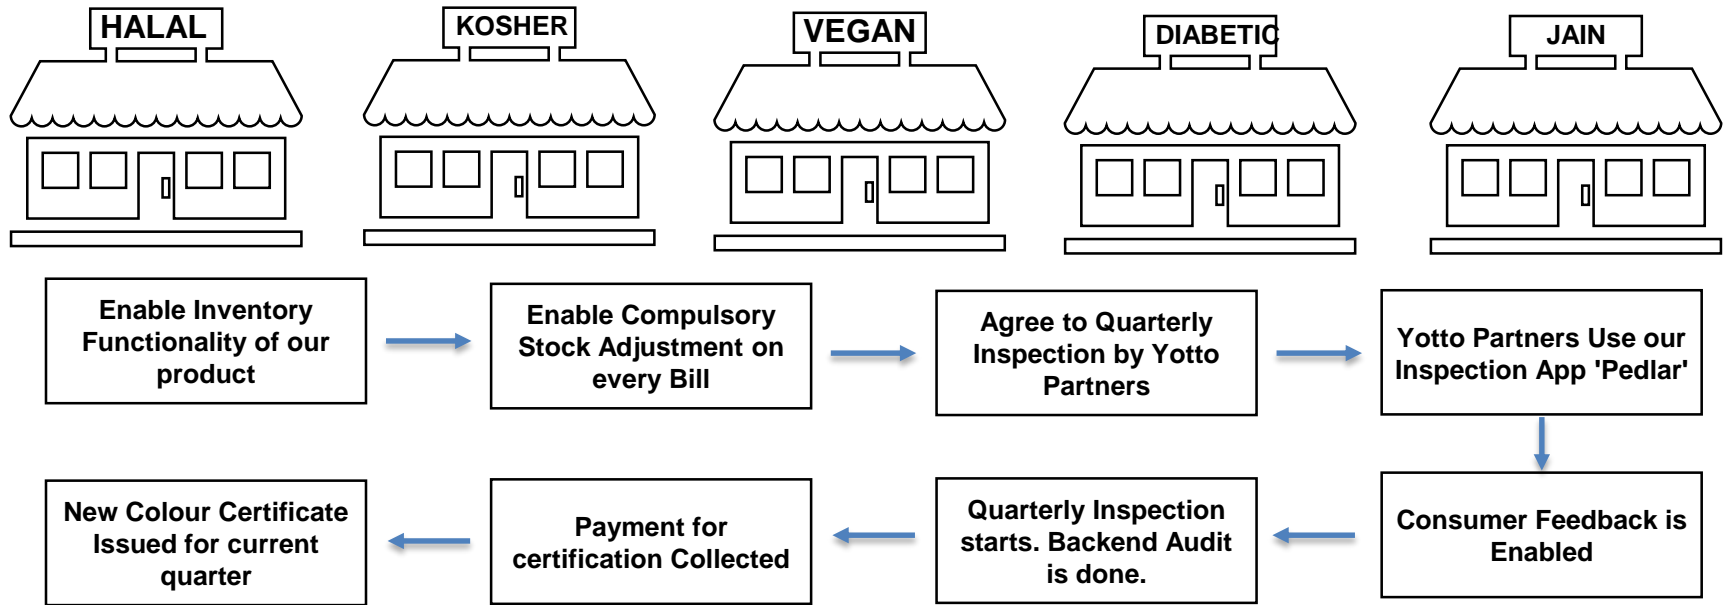 HALAL
KOSHER
VEGAN
DIABETIC
JAIN
Enable Inventory
Functionality of our
product
Enable Compulsory
Stock Adjustment on
every Bill
Agree to Quarterly
Inspection by Yotto
Partners
Yotto Partners Use our
Inspection App 'Pedlar'
Consumer Feedback is
Enabled
Quarterly Inspection
starts. Backend Audit
is done.
Payment for
certification Collected
New Colour Certificate
Issued for current
quarter